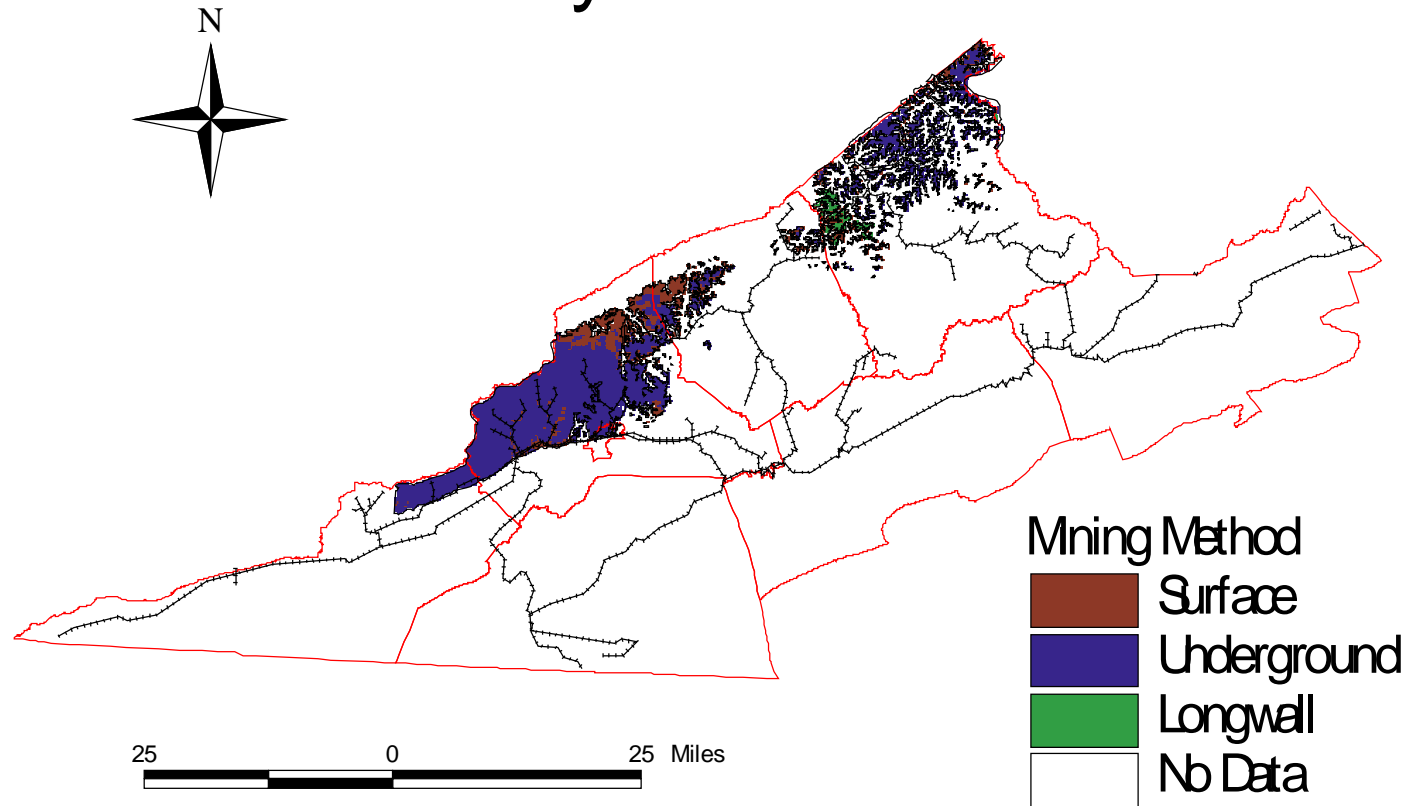 N
Mining Method
Surface
Underground
Longwall
No Data
25 0 25 Miles